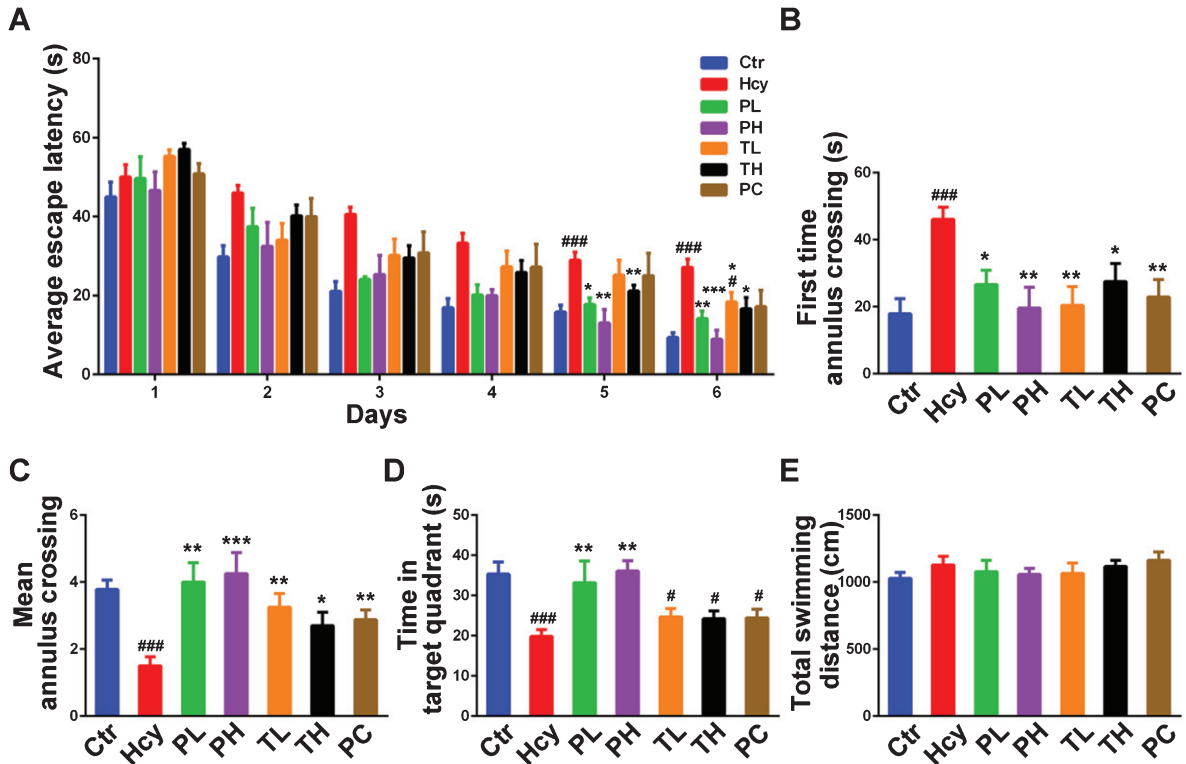 A
Average escape latency (s)
80
60
40
20
0
1 2 3 4 5 6
Days
Ctr
Hcy
PL
PH
TL
TH
PC
###
*
**
**
###
**
***
*
#
*
B
First time
annulus crossing (s)
60
40
20
0
###
*
**
**
*
**
Ctr Hcy PL PH TL TH PC
C
Mean
annulus crossing
6
4
2
0
###
**
***
**
*
**
Ctr Hcy PL PH TL TH PC
D
Time in
target quadrant (s)
50
40
30
20
10
0
###
**
**
#
#
#
Ctr Hcy PL PH TL TH PC
E
Total swimming
distance (cm)
1500
1000
500
0
Ctr Hcy PL PH TL TH PC